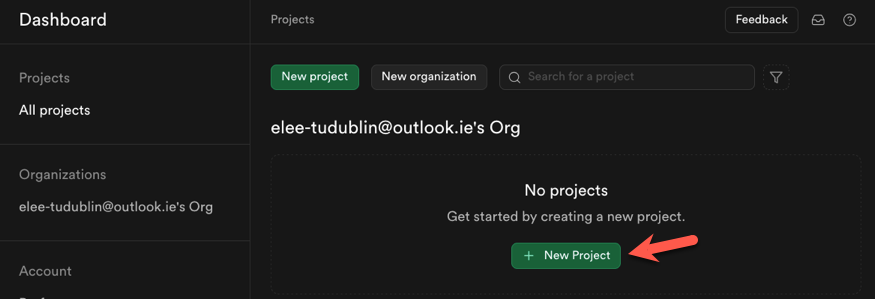 Dashboard
Projects
Feedback
Projects
All projects
Organizations
elee-tudublin@outlook.ie's Org
Account
New project
New organization
Search for a project
elee-tudublin@outlook.ie's Org
No projects
Get started by creating a new project.
+ New Project